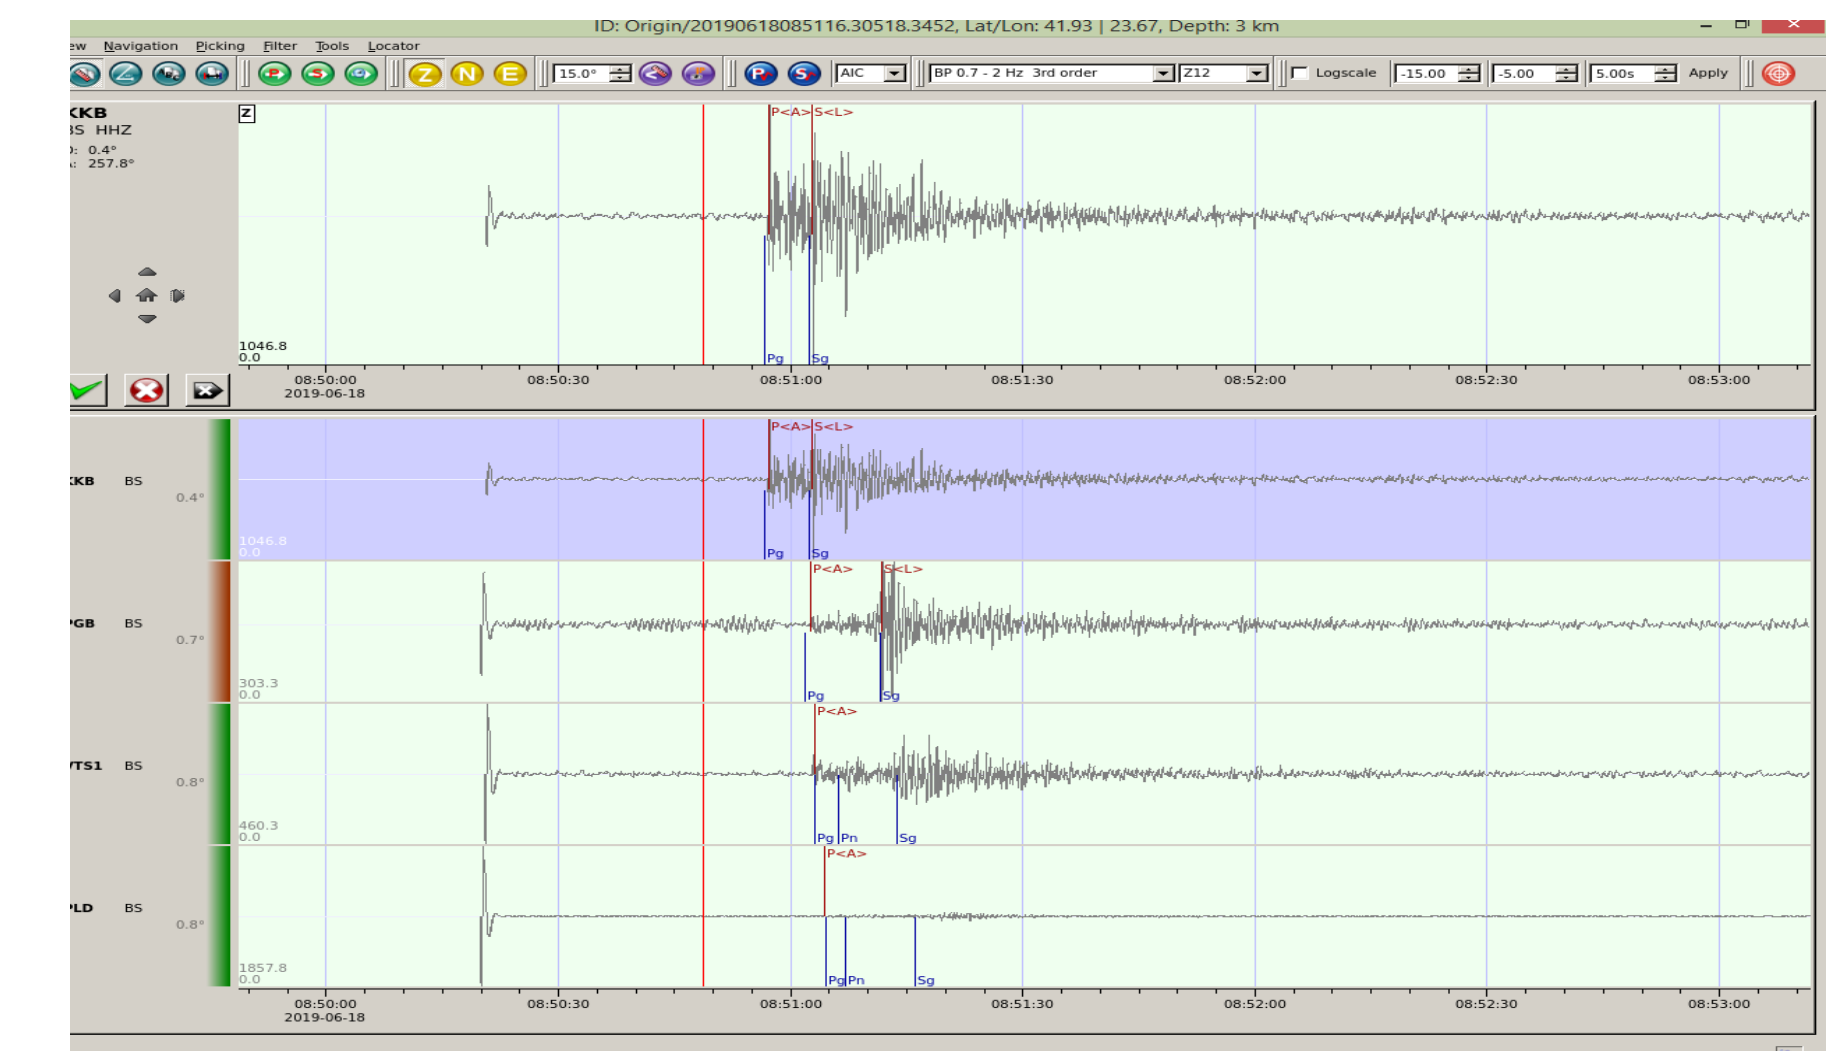 ID: Origin/20190618085116.30518.3452, Lat/Lon: 41.93 | 23.67, Depth: 3 km
ew Navigation Picking Filter Tools Locator
P S Z N E 15.0° P S AIC BP 0.7 - 2 Hz 3rd order Z12 Logscale -15.00 -5.00 5.00s Apply
KKB Z P<A> S<L>
BS HHZ
D: 0.4°
A: 257.8°
1046.8
0.0 Pg Sg
08:50:00 08:50:30 08:51:00 08:51:30 08:52:00 08:52:30 08:53:00
2019-06-18
P<A> S<L>
KKB BS
0.4°
1046.8
0.0 Pg Sg
P<A> S<L>
PGB BS
0.7°
303.3
0.0 Pg Sg
P<A>
VTS1 BS
0.8°
460.3
0.0 Pg Pn Sg
P<A>
PLD BS
0.8°
1857.8
0.0 Pg Pn Sg
08:50:00 08:50:30 08:51:00 08:51:30 08:52:00 08:52:30 08:53:00
2019-06-18